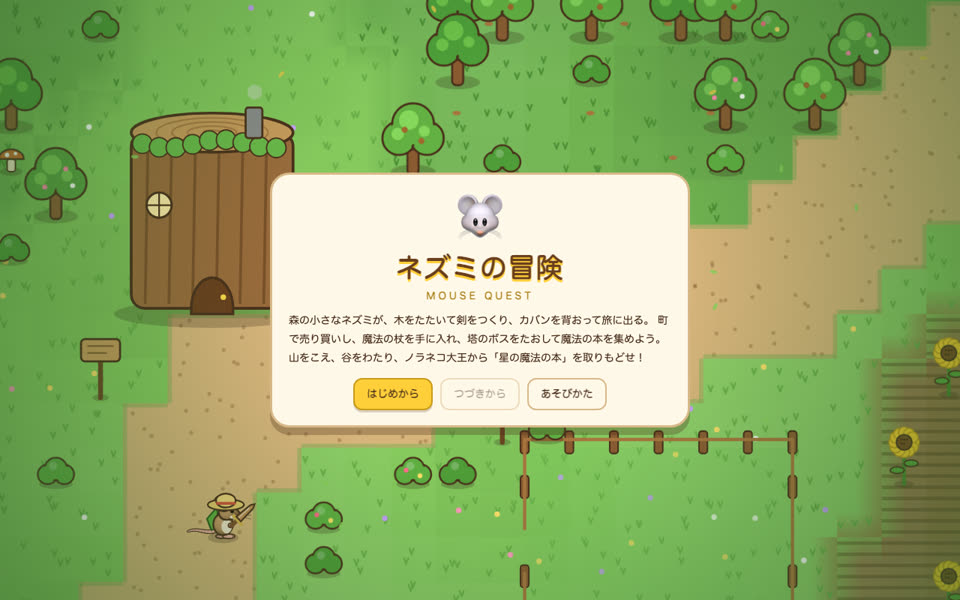 ネズミの冒険
MOUSE QUEST
森の小さなネズミが、木をたたいて剣をつくり、カバンを背おって旅に出る。 町
で売り買いし、魔法の杖を手に入れ、塔のボスをたおして魔法の本を集めよう。
山をこえ、谷をわたり、ノラネコ大王から「星の魔法の本」を取りもどせ！
はじめから
つづきから
あそびかた